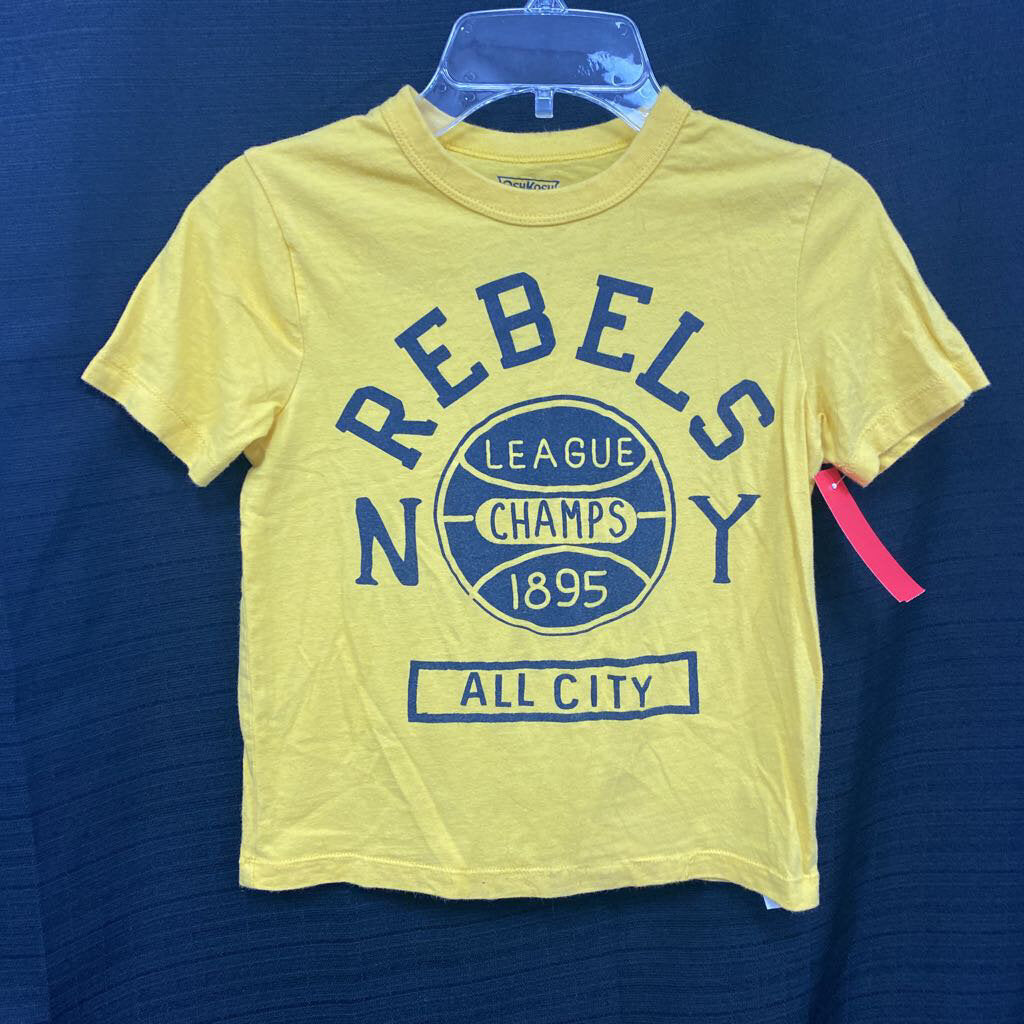 OSHKOSH
REBELS
N Y
LEAGUE
CHAMPS
1895
ALL CITY